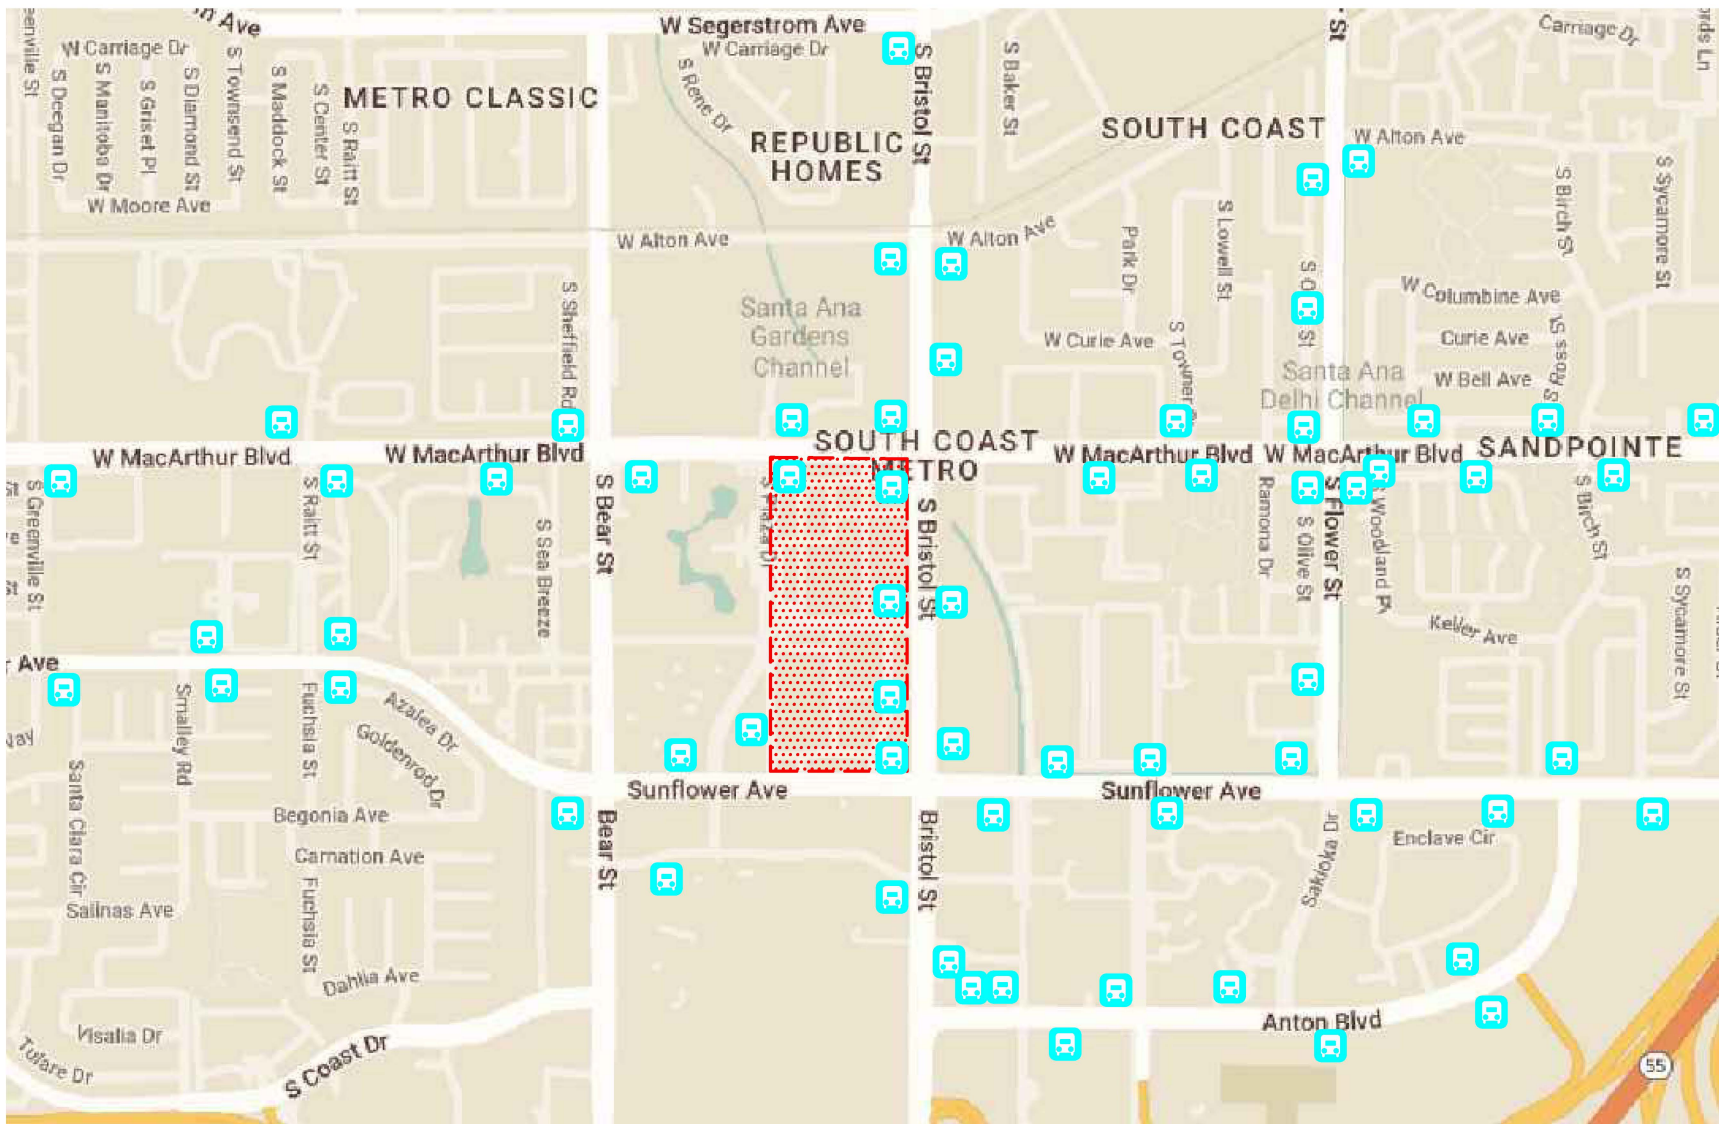 W Segerstrom Ave
W Carriage Dr
W Carriage Dr
Carriage Dr
S Deegan Dr
S Manitoba Dr
S Griset Pl
S Diamond St
S Townsend St
S Maddock St
S Center St
S Raitt St
METRO CLASSIC
S Rene Dr
REPUBLIC
HOMES
S Bristol St
S Baker St
SOUTH COAST
W Alton Ave
S Birch St
S Sycamore St
W Moore Ave
W Alton Ave
W Alton Ave
Park Dr
S Lowell St
S Sheffield Rd
Santa Ana
Gardens
Channel
W Curie Ave
S Towner
W Columbine Ave
Curie Ave
W Bell Ave
S Ross St
Santa Ana
Delhi Channel
W MacArthur Blvd
W MacArthur Blvd
SOUTH COAST
METRO
W MacArthur Blvd
W MacArthur Blvd
SANDPOINTE
S Greenville St
S Raitt St
S Sea Breeze
S Bear St
S Bristol St
Ramona Dr
S Olive St
S Flower St
Woodland Pl
S Birch St
Keller Ave
S Sycamore St
Ave
Smalley Rd
Fuchsia St
Azalea Dr
Goldenrod Dr
Santa Clara Cir
Begonia Ave
Sunflower Ave
Sunflower Ave
Carnation Ave
Bear St
Bristol St
Sakioka Dr
Enclave Cir
Salinas Ave
Fuchsia St
Dahlia Ave
Visalia Dr
Tulare Dr
S Coast Dr
Anton Blvd
55